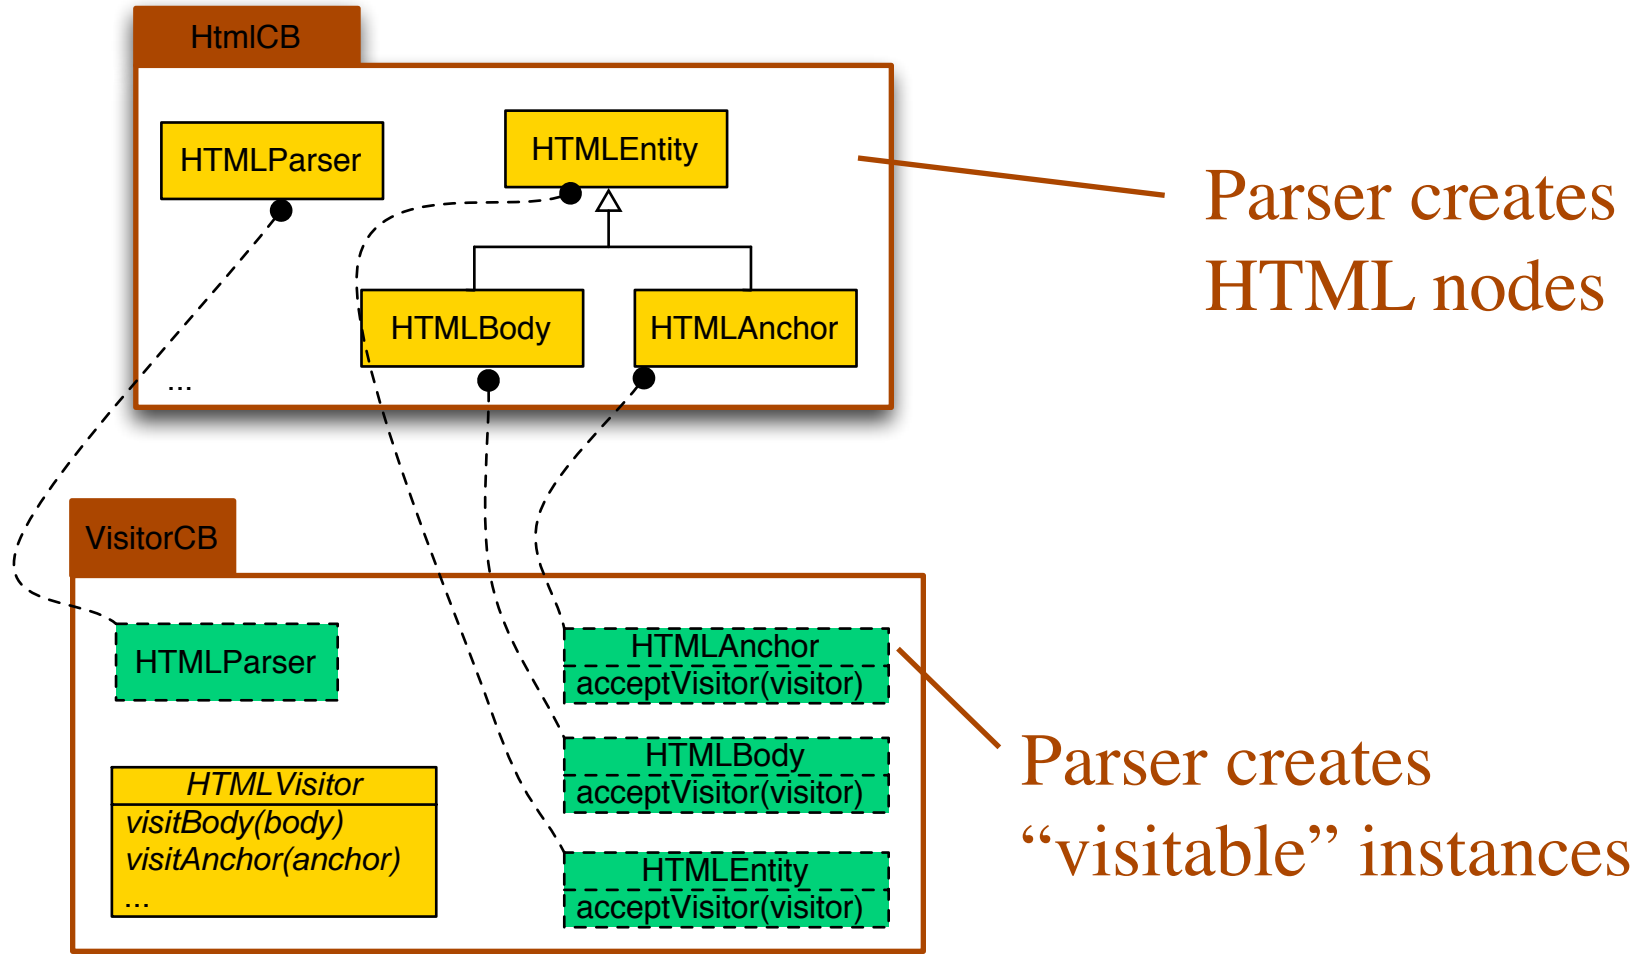 HtmlCB
HTMLParser
HTMLEntity
HTMLBody
HTMLAnchor
...
Parser creates
HTML nodes
VisitorCB
HTMLParser
HTMLVisitor
visitBody(body)
visitAnchor(anchor)
...
HTMLAnchor
acceptVisitor(visitor)
HTMLBody
acceptVisitor(visitor)
HTMLEntity
acceptVisitor(visitor)
Parser creates
“visitable” instances